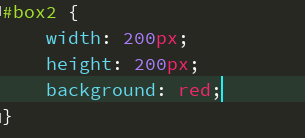 #box2 {
    width: 200px;
    height: 200px;
    background: red;
}